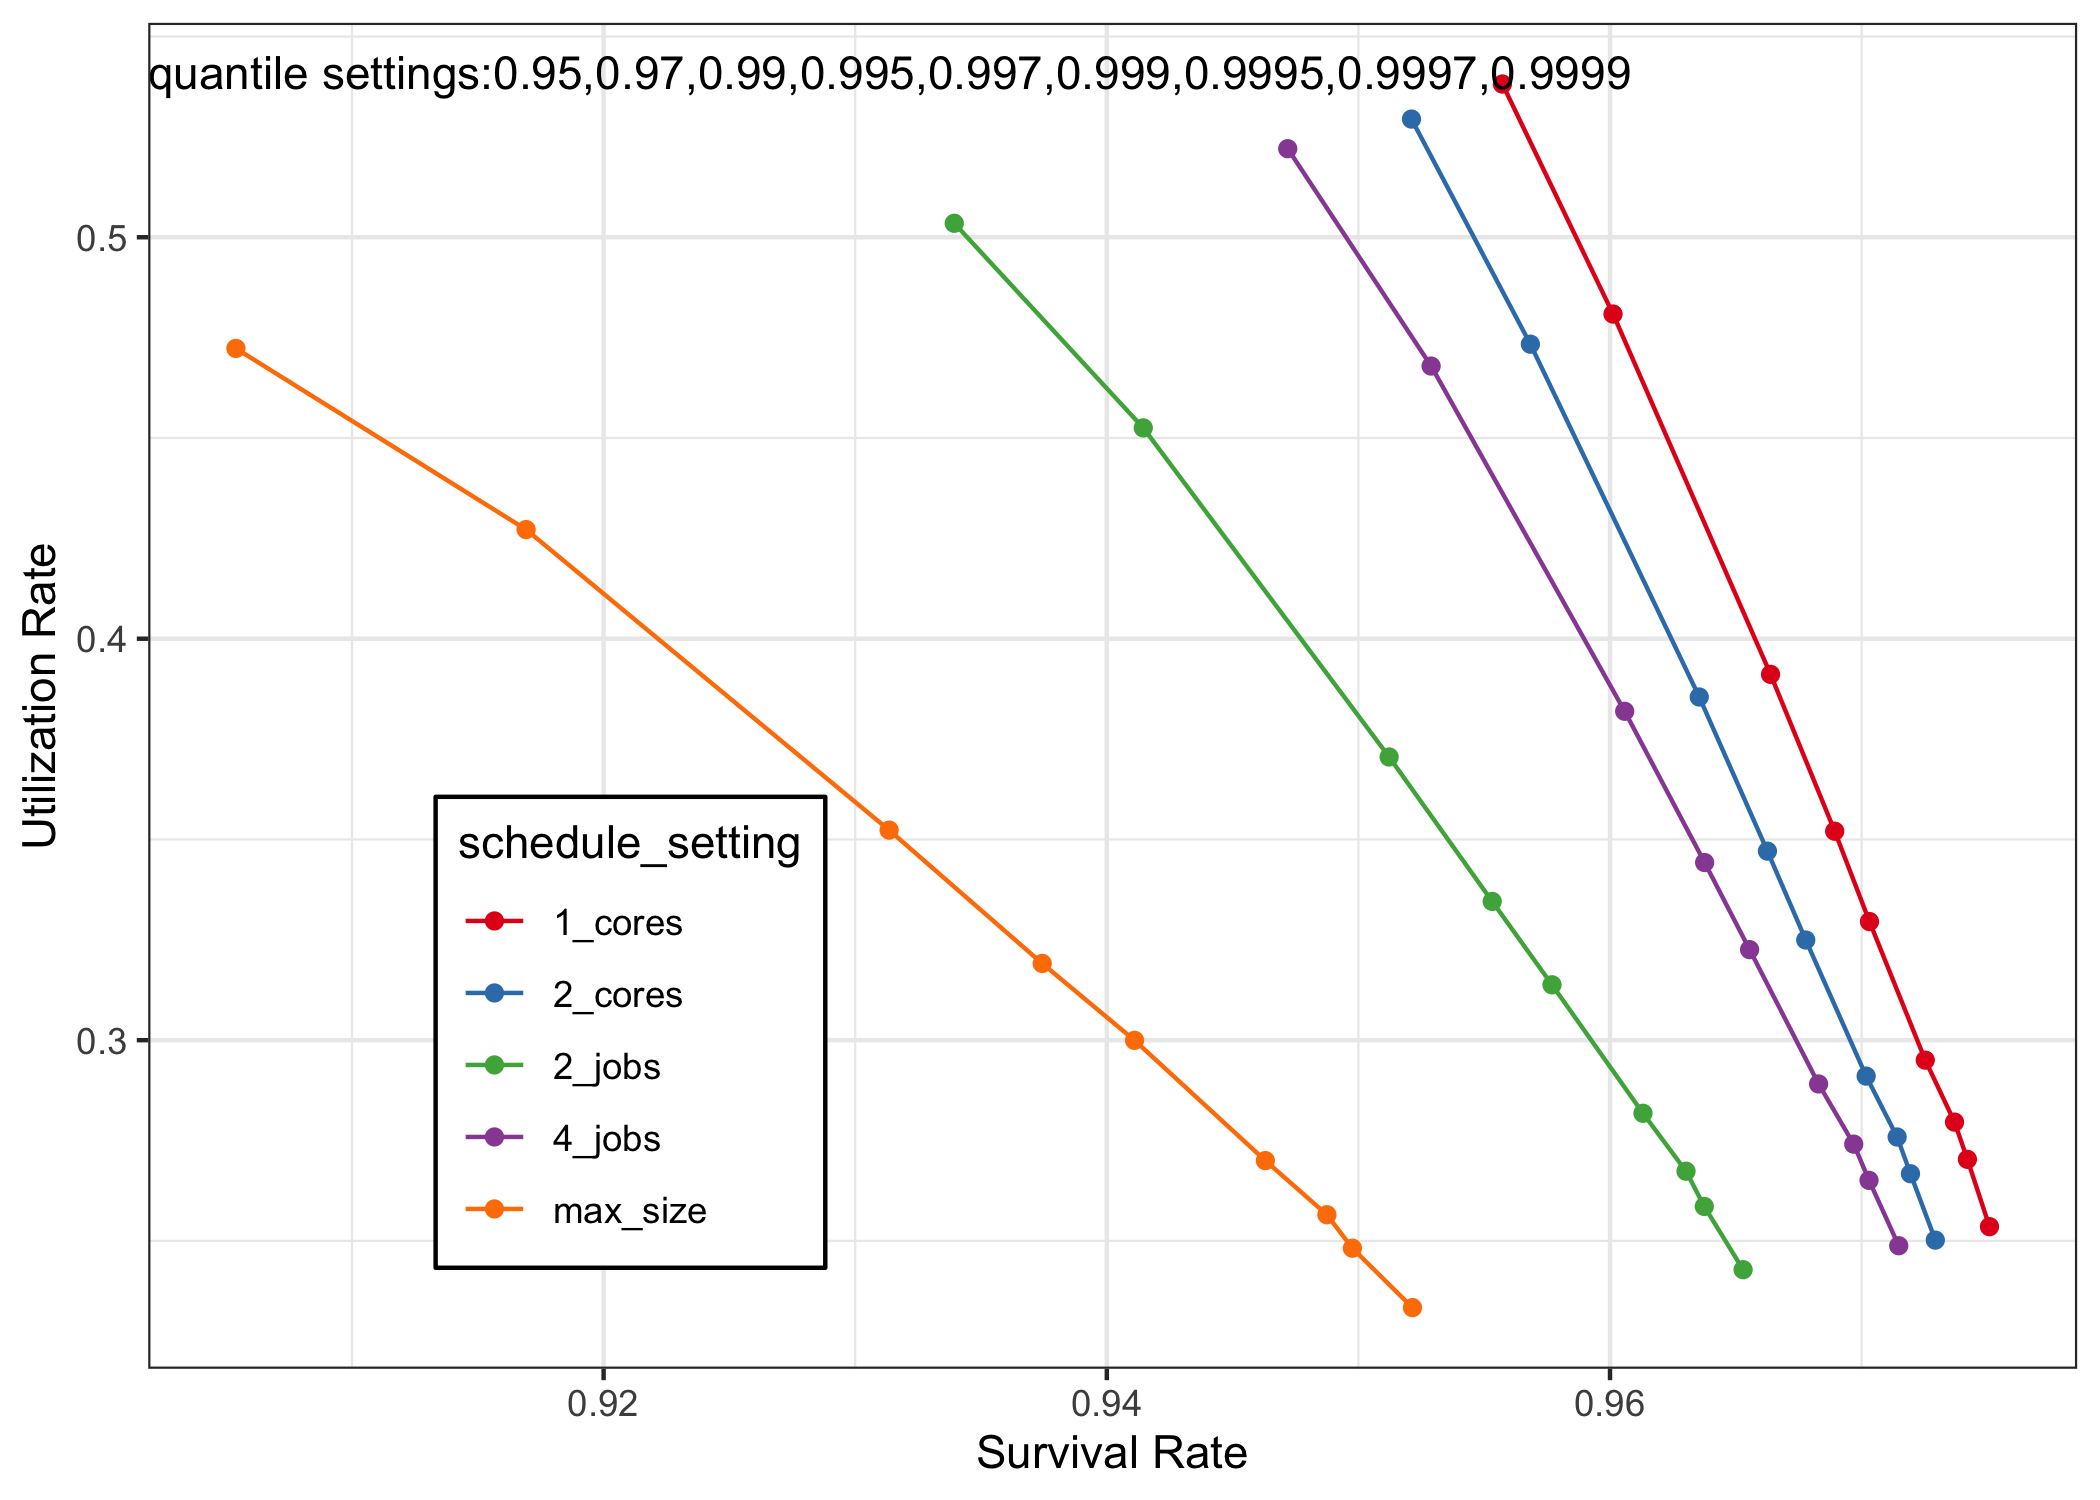 quantile settings:0.95,0.97,0.99,0.995,0.997,0.999,0.9995,0.9997,0.9999
0.5
0.4
0.3
Utilization Rate
schedule_setting
1_cores
2_cores
2_jobs
4_jobs
max_size
0.92
0.94
0.96
Survival Rate